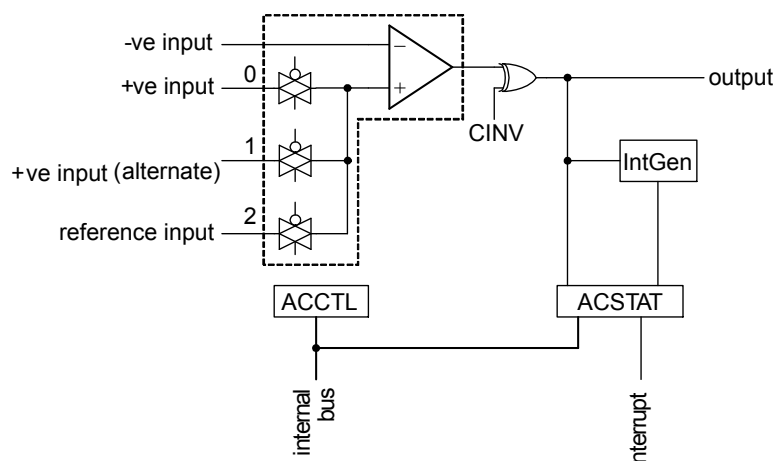 -ve input
0
+ve input
−
+
output
CINV
1
+ve input (alternate)
IntGen
2
reference input
ACCTL
ACSTAT
internal
bus
interrupt